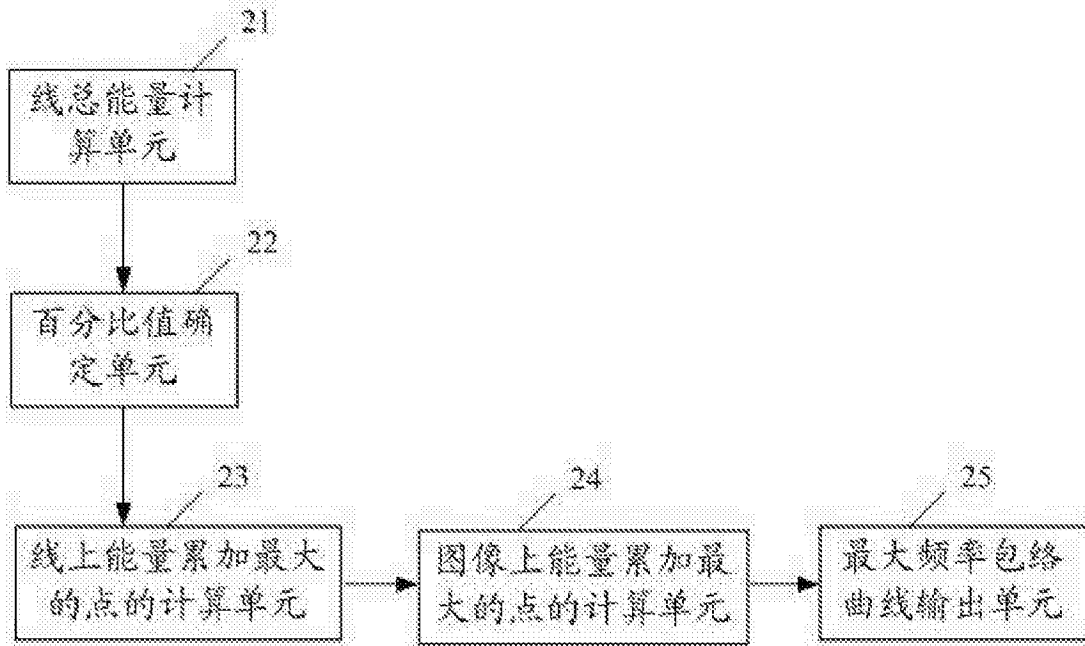 21
线总能量计
算单元
22
百分比值确
定单元
23
线上能量累加最大
的点的计算单元
24
图像上能量累加最
大的点的计算单元
25
最大频率包络
曲线输出单元